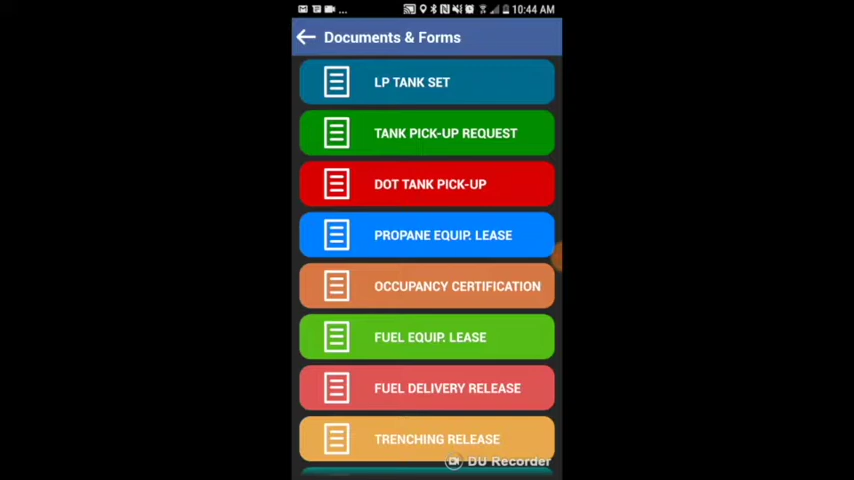 ... 10:44 AM
Documents & Forms
LP TANK SET
TANK PICK-UP REQUEST
DOT TANK PICK-UP
PROPANE EQUIP. LEASE
OCCUPANCY CERTIFICATION
FUEL EQUIP. LEASE
FUEL DELIVERY RELEASE
TRENCHING RELEASE
DU Recorder